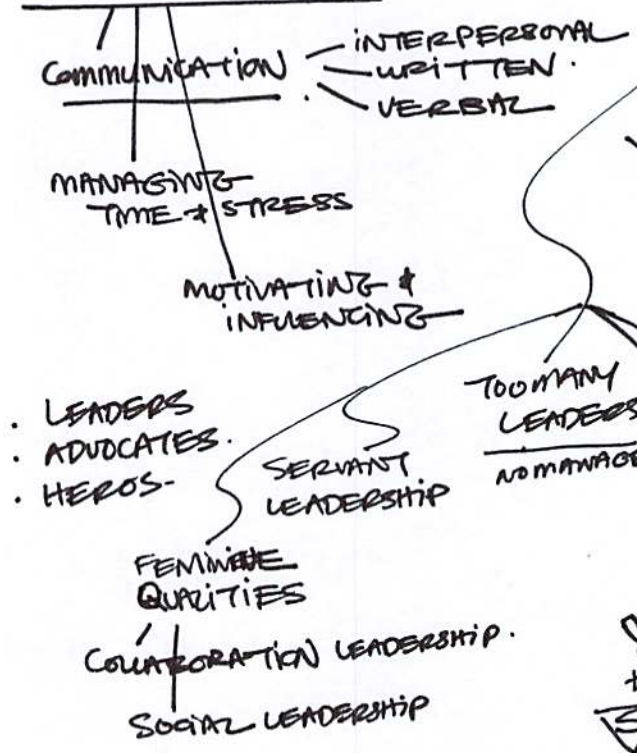 COMMUNICATION
INTERPERSONAL
WRITTEN.
VERBAL
MANAGING
TIME + STRESS
MOTIVATING +
INFLUENCING
. LEADERS
. ADVOCATES.
. HEROS-
SERVANT
LEADERSHIP
TOO MANY
LEADERS
NO MANAGE
FEMININE
QUALITIES
COLLABORATION LEADERSHIP.
SOCIAL LEADERSHIP